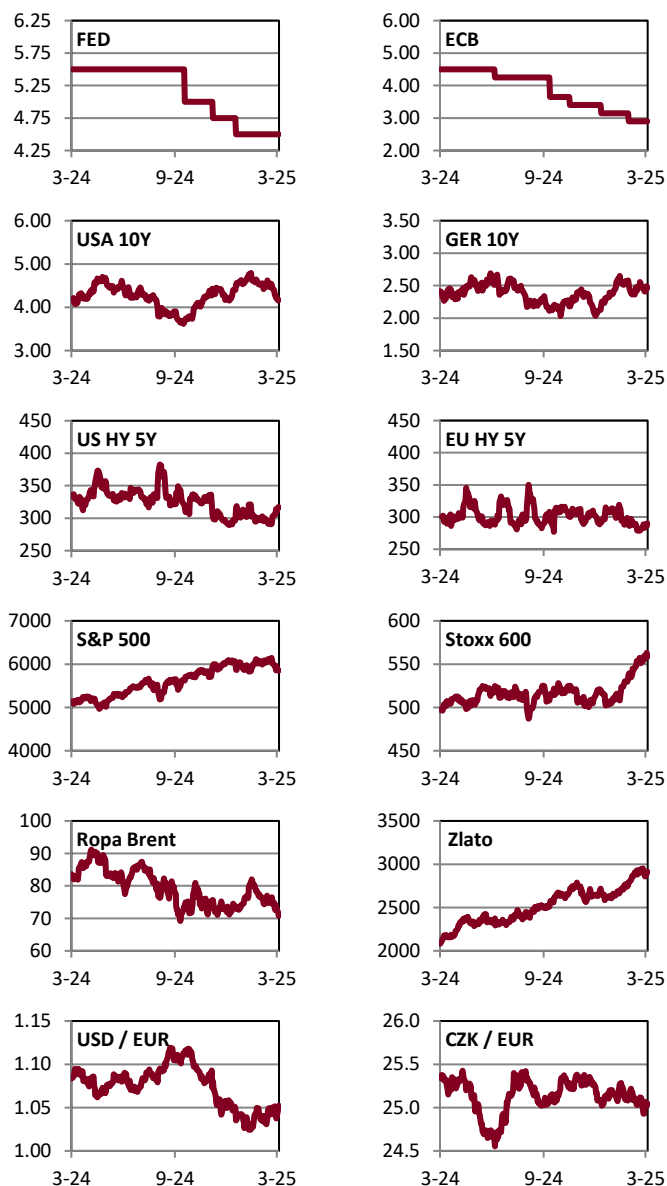 FED
6.25
5.75
5.25
4.75
4.25
3-24 9-24 3-25
ECB
6.00
5.00
4.00
3.00
2.00
3-24 9-24 3-25
USA 10Y
6.00
5.00
4.00
3.00
3-24 9-24 3-25
GER 10Y
3.50
3.00
2.50
2.00
1.50
3-24 9-24 3-25
US HY 5Y
450
400
350
300
250
3-24 9-24 3-25
EU HY 5Y
450
400
350
300
250
3-24 9-24 3-25
S&P 500
7000
6000
5000
4000
3-24 9-24 3-25
Stoxx 600
600
550
500
450
3-24 9-24 3-25
Ropa Brent
100
90
80
70
60
3-24 9-24 3-25
Zlato
3500
3000
2500
2000
3-24 9-24 3-25
USD / EUR
1.15
1.10
1.05
1.00
3-24 9-24 3-25
CZK / EUR
26.0
25.5
25.0
24.5
3-24 9-24 3-25